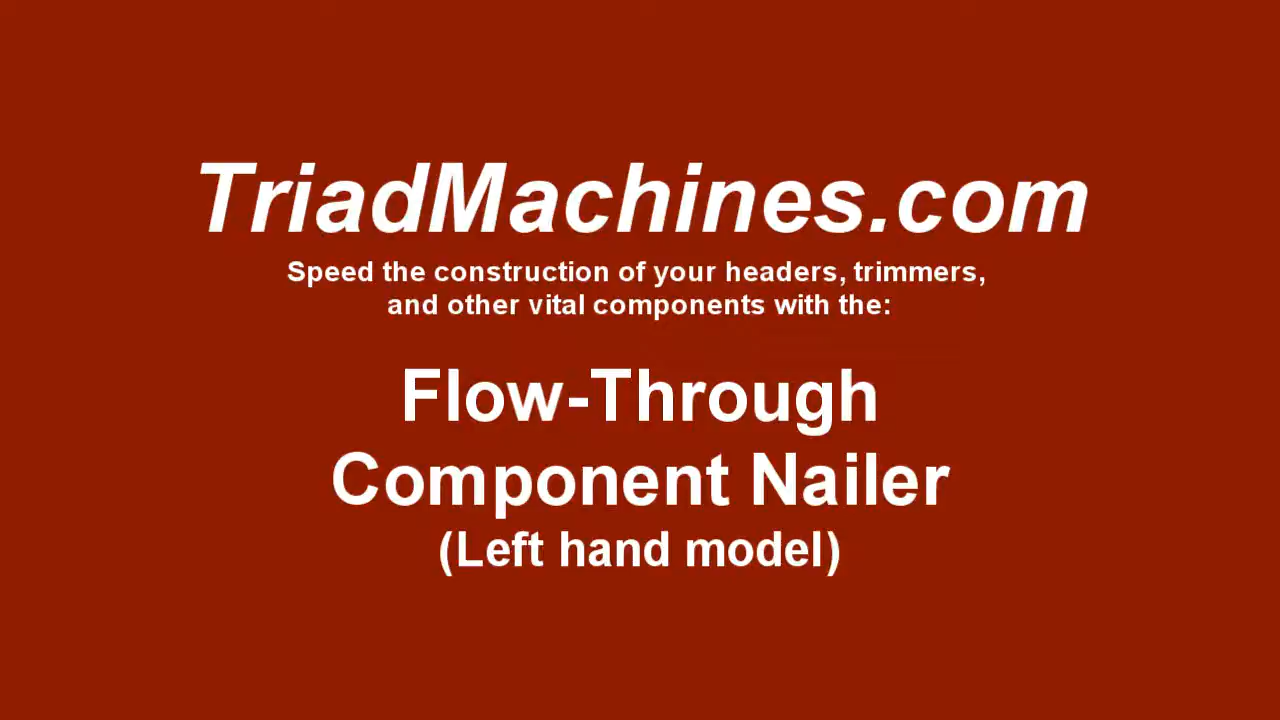 TriadMachines.com
Speed the construction of your headers, trimmers,
and other vital components with the:
Flow-Through
Component Nailer
(Left hand model)